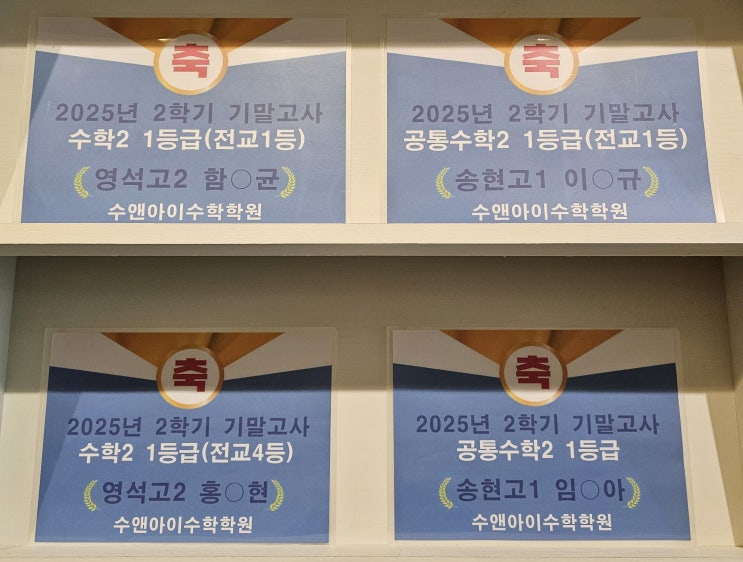 축
2025년 2학기 기말고사
수학2 1등급(전교1등)
영석고2 함○균
수앤아이수학학원
축
2025년 2학기 기말고사
공통수학2 1등급(전교1등)
송현고1 이○규
수앤아이수학학원
축
2025년 2학기 기말고사
수학2 1등급(전교4등)
영석고2 홍○현
수앤아이수학학원
축
2025년 2학기 기말고사
공통수학2 1등급
송현고1 임○아
수앤아이수학학원